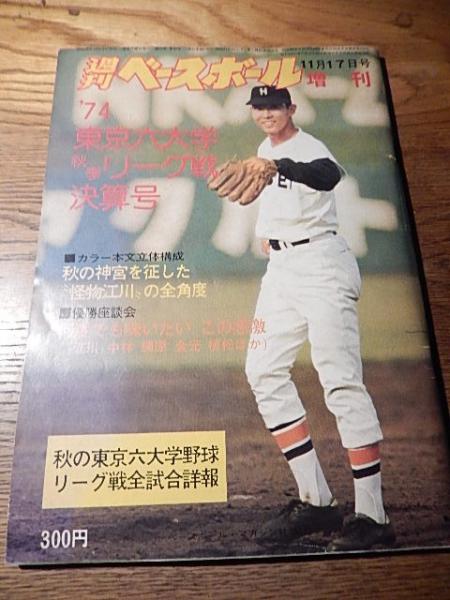 週刊ベースボール
11月17日号
増刊
'74
東京六大学
秋季リーグ戦
決算号
■カラー本文立体構成
秋の神宮を征した
"怪物江川"の全角度
■優勝座談会
この感激
秋の東京六大学野球
リーグ戦全試合詳報
300円
H